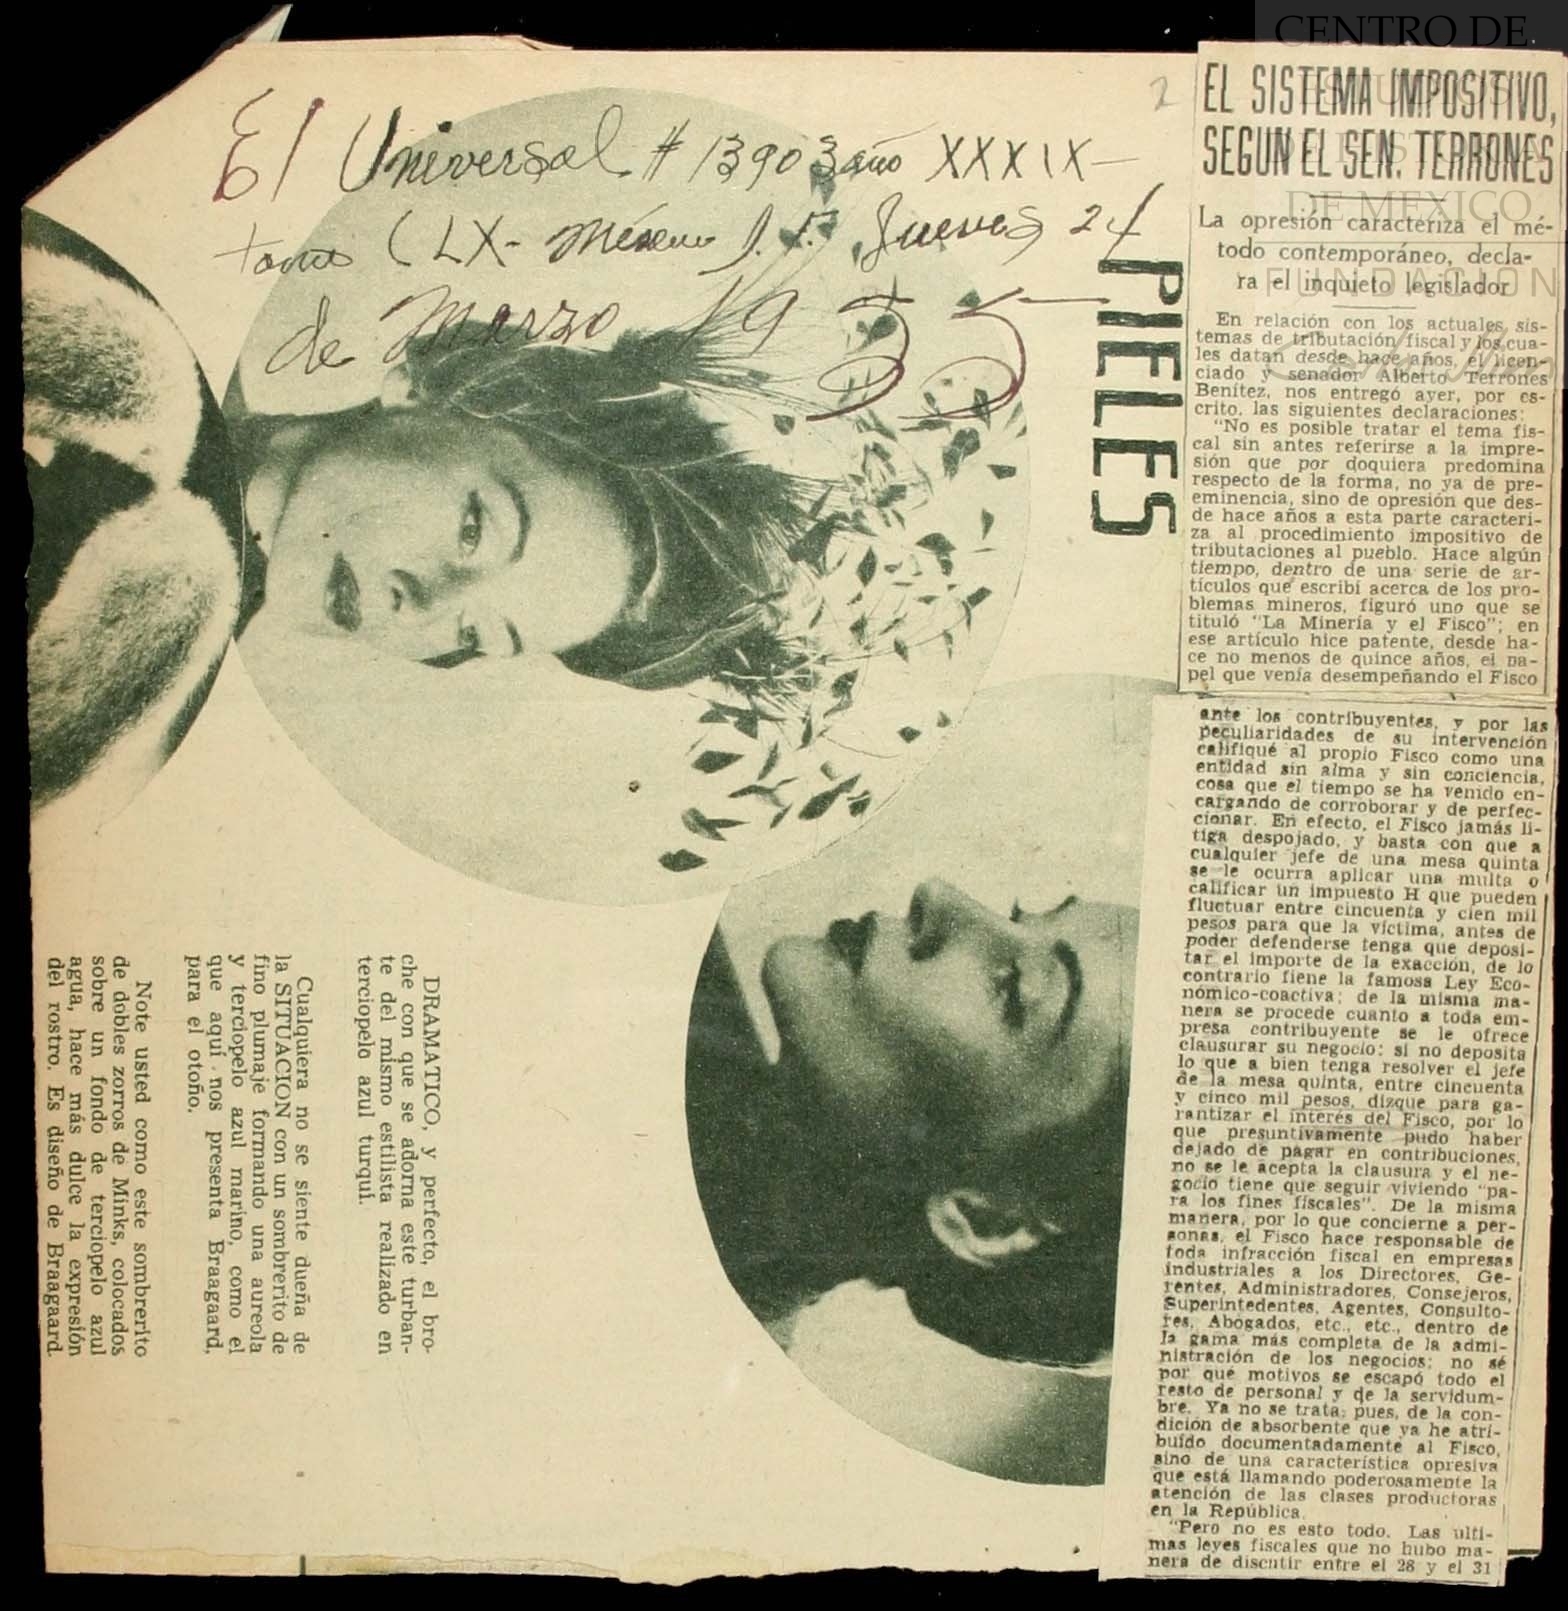 El Universal # 13903 año XXXIX-
tomo CLX- México D. F. Jueves 24
de Marzo 1955-
2
PIELES
DRAMATICO, y perfecto, el bro-
che con que se adorna este turban-
te del mismo estilista realizado en
terciopelo azul turquí.
Cualquiera no se siente dueña de
la SITUACION con un sombrerito de
fino plumaje formando una aureola
y terciopelo azul marino, como el
que aquí nos presenta Braagaard,
para el otoño.
Note usted como este sombrerito
de dobles zorros de Minks, colocados
sobre un fondo de terciopelo azul
agua, hace más dulce la expresión
del rostro. Es diseño de Braagaard.
CENTRO DE
ESTUDIOS
DE HISTORIA
DE MEXICO
FUNDACION
EL SISTEMA IMPOSITIVO,
SEGUN EL SEN. TERRONES
La opresión caracteriza el mé-
todo contemporáneo, decla-
ra el inquieto legislador
En relación con los actuales sis-
temas de tributación fiscal y los cua-
les datan desde hace años, el licen-
ciado y senador Alberto Terrones
Benítez, nos entregó ayer, por es-
crito, las siguientes declaraciones:
"No es posible tratar el tema fis-
cal sin antes referirse a la impre-
sión que por doquiera predomina
respecto de la forma, no ya de pre-
eminencia, sino de opresión que des-
de hace años a esta parte caracteri-
za al procedimiento impositivo de
tributaciones al pueblo. Hace algún
tiempo, dentro de una serie de ar-
tículos que escribí acerca de los pro-
blemas mineros, figuró uno que se
tituló "La Minería y el Fisco"; en
ese artículo hice patente, desde ha-
ce no menos de quince años, el pa-
pel que venía desempeñando el Fisco
ante los contribuyentes, y por las
peculiaridades de su intervención
califiqué al propio Fisco como una
entidad sin alma y sin conciencia,
cosa que el tiempo se ha venido en-
cargando de corroborar y de perfec-
cionar. En efecto, el Fisco jamás li-
tiga despojado, y basta con que a
cualquier jefe de una mesa quinta
se le ocurra aplicar una multa o
calificar un impuesto H que pueden
fluctuar entre cincuenta y cien mil
pesos para que la víctima, antes de
poder defenderse tenga que deposi-
tar el importe de la exacción, de lo
contrario tiene la famosa Ley Eco-
nómico-coactiva; de la misma ma-
nera se procede cuanto a toda em-
presa contribuyente se le ofrece
clausurar su negocio: si no deposita
lo que a bien tenga resolver el jefe
de la mesa quinta, entre cincuenta
y cinco mil pesos, dizque para ga-
rantizar el interés del Fisco, por lo
que presuntivamente pudo haber
dejado de pagar en contribuciones,
no se le acepta la clausura y el ne-
gocio tiene que seguir viviendo "pa-
ra los fines fiscales". De la misma
manera, por lo que concierne a per-
sonas, el Fisco hace responsable de
toda infracción fiscal en empresas
industriales a los Directores, Ge-
rentes, Administradores, Consejeros,
Superintedentes, Agentes, Consulto-
res, Abogados, etc., etc., dentro de
la gama más completa de la admi-
nistración de los negocios; no sé
por qué motivos se escapó todo el
resto de personal y de la servidum-
bre. Ya no se trata, pues, de la con-
dición de absorbente que ya he atri-
buído documentadamente al Fisco,
sino de una característica opresiva
que está llamando poderosamente la
atención de las clases productoras
en la República.
"Pero no es esto todo. Las últi-
mas leyes fiscales que no hubo ma-
nera de discutir entre el 28 y el 31